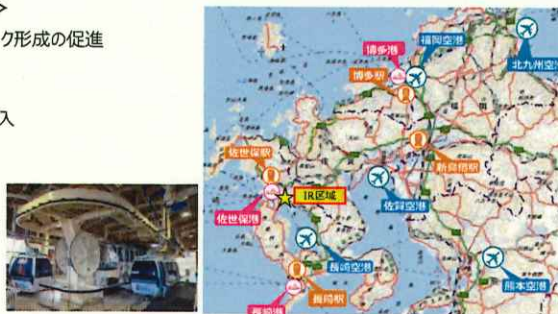 ク形成の促進
入
博多港
福岡空港
北九州空
博多駅
佐世保駅
新鳥栖駅
IR区域
佐賀空港
佐世保港
長崎空港
熊本空港
長崎駅
長崎港